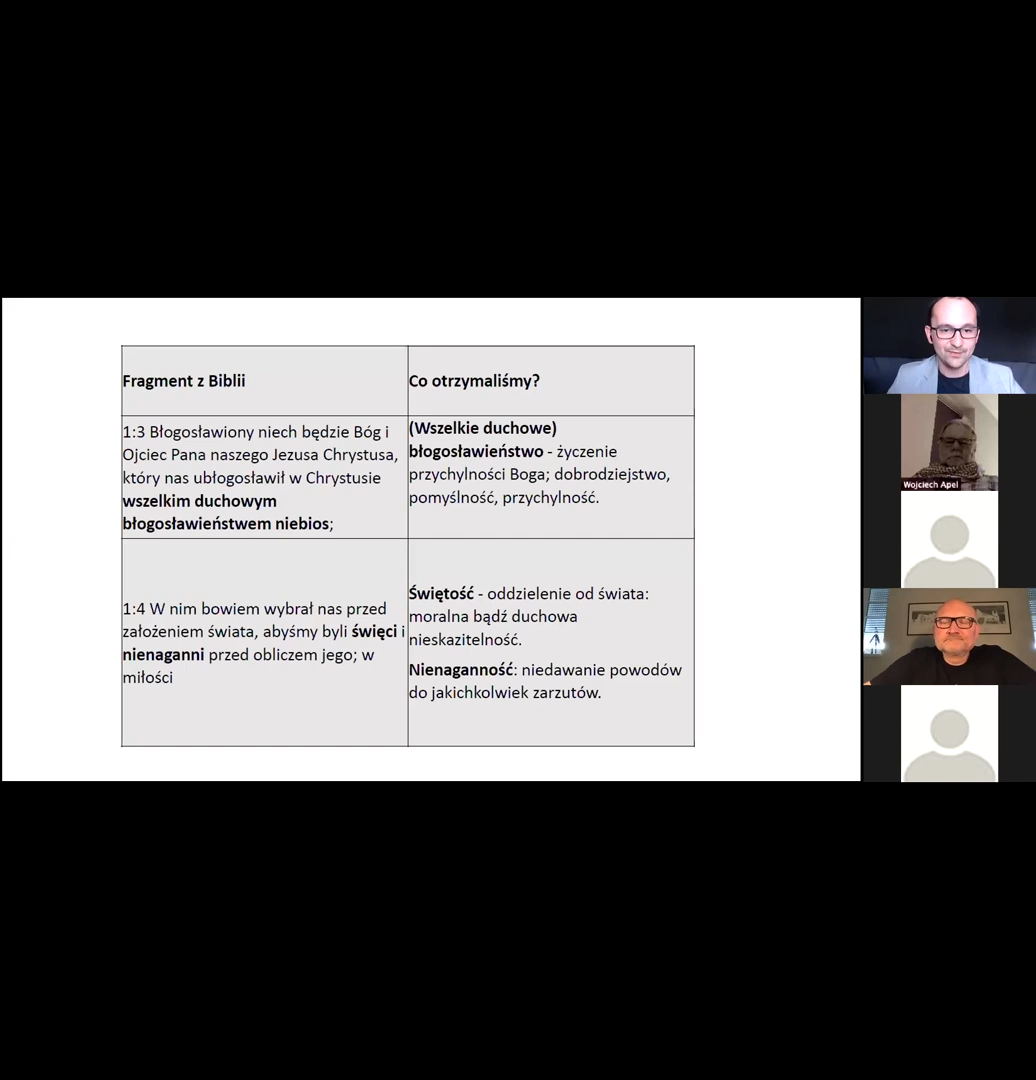 Fragment z Biblii
Co otrzymaliśmy?
1:3 Błogosławiony niech będzie Bóg i
Ojciec Pana naszego Jezusa Chrystusa,
który nas ubłogosławił w Chrystusie
wszelkim duchowym
błogosławieństwem niebios;
(Wszelkie duchowe)
błogosławieństwo - życzenie
przychylności Boga; dobrodziejstwo,
pomyślność, przychylność.
1:4 W nim bowiem wybrał nas przed
założeniem świata, abyśmy byli święci i
nienaganni przed obliczem jego; w
miłości
Świętość - oddzielenie od świata:
moralna bądź duchowa
nieskazitelność.
Nienaganność: niedawanie powodów
do jakichkolwiek zarzutów.
Wojciech Apel